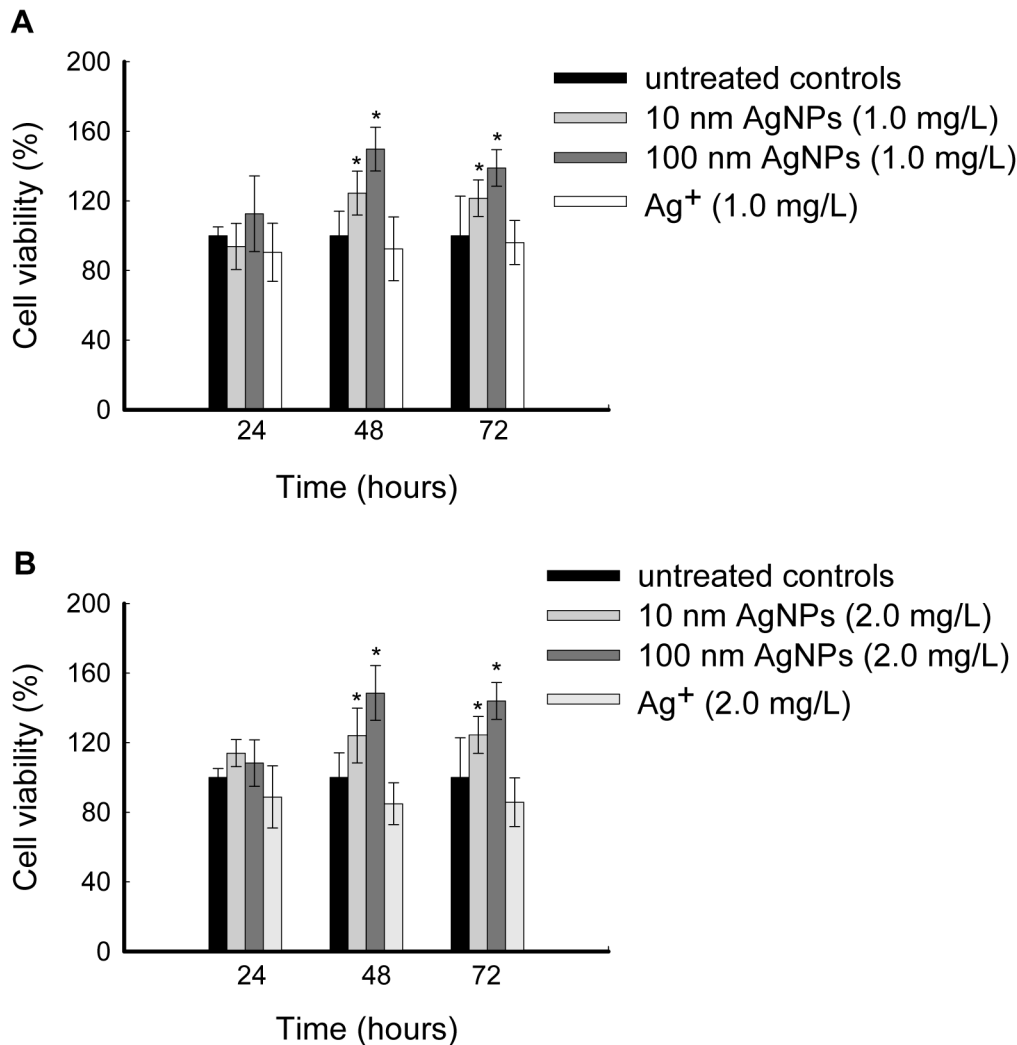 A
200
160
120
80
40
0
Cell viability (%)
* * * *
24 48 72
Time (hours)
untreated controls
10 nm AgNPs (1.0 mg/L)
100 nm AgNPs (1.0 mg/L)
Ag⁺ (1.0 mg/L)
B
200
160
120
80
40
0
Cell viability (%)
* * * *
24 48 72
Time (hours)
untreated controls
10 nm AgNPs (2.0 mg/L)
100 nm AgNPs (2.0 mg/L)
Ag⁺ (2.0 mg/L)